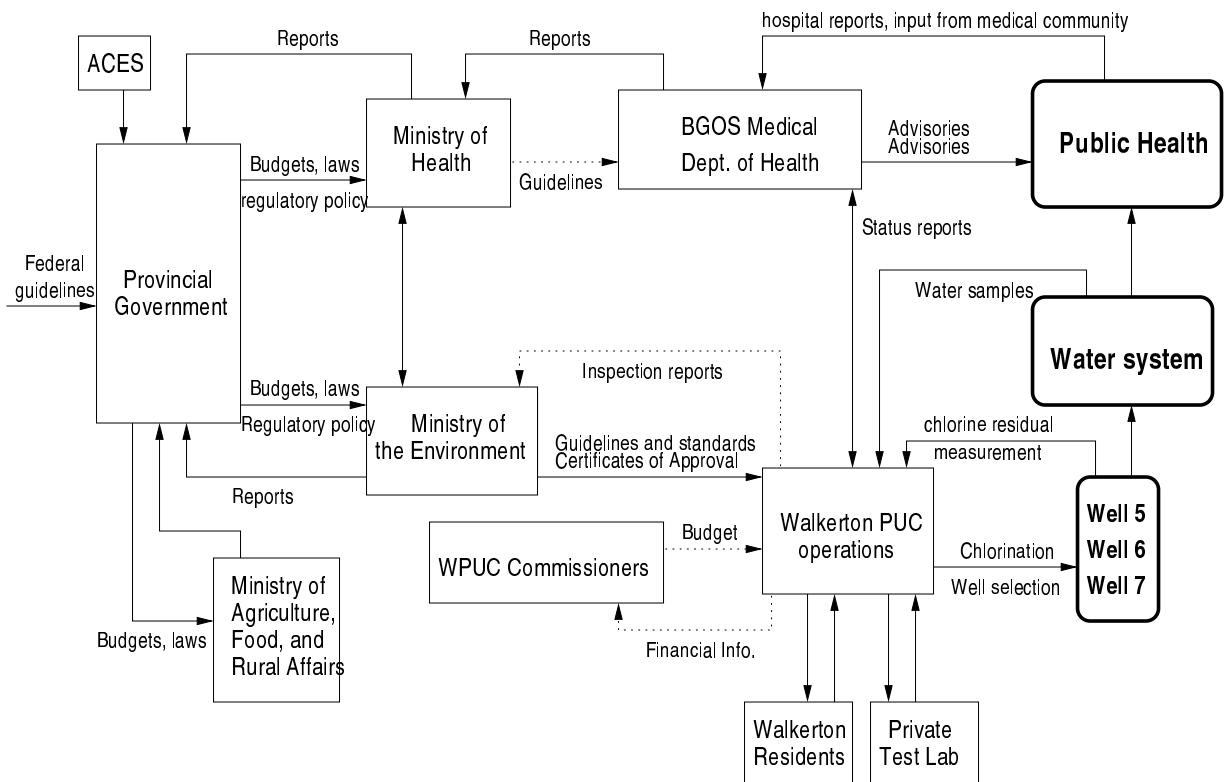 hospital reports, input from medical community
Reports
Reports
ACES
Ministry of
Health
BGOS Medical
Dept. of Health
Advisories
Advisories
Public Health
Budgets, laws
regulatory policy
Guidelines
Status reports
Federal
guidelines
Provincial
Government
Water samples
Water system
Inspection reports
Budgets, laws
Regulatory policy
Ministry of
the Environment
Guidelines and standards
Certificates of Approval
chlorine residual
measurement
Reports
Well 5
Well 6
Well 7
Walkerton PUC
operations
Budget
WPUC Commissioners
Chlorination
Well selection
Ministry of
Agriculture,
Food, and
Rural Affairs
Budgets, laws
Financial Info.
Walkerton
Residents
Private
Test Lab